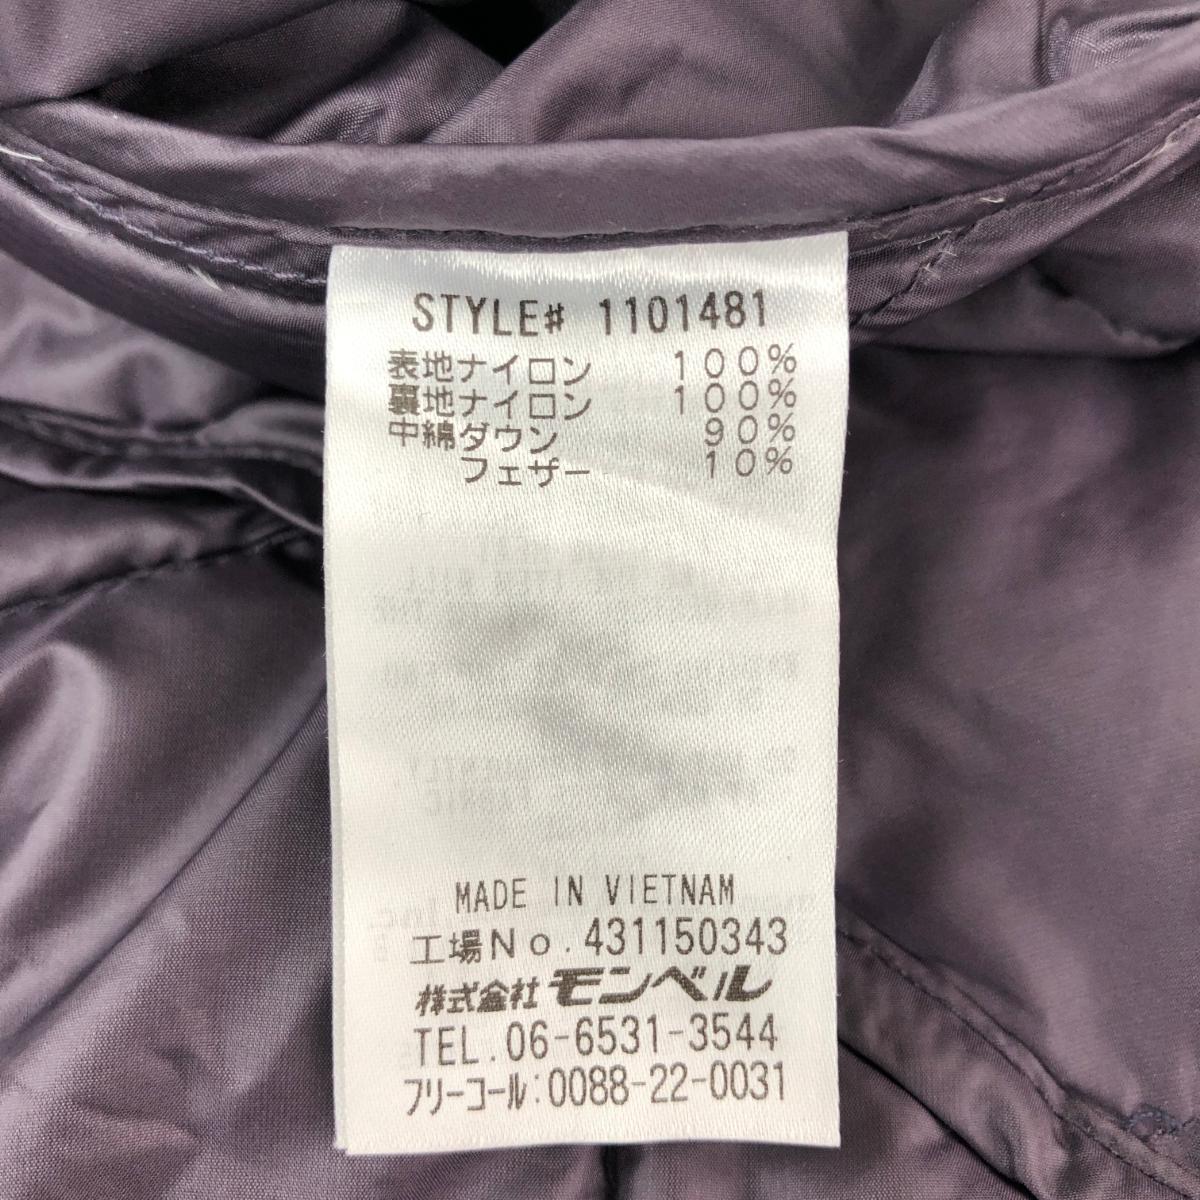 STYLE# 1101481
表地ナイロン 100%
裏地ナイロン 100%
中綿ダウン 90%
フェザー 10%
MADE IN VIETNAM
工場No.431150343
株式会社モンベル
TEL.06-6531-3544
フリーコール:0088-22-0031